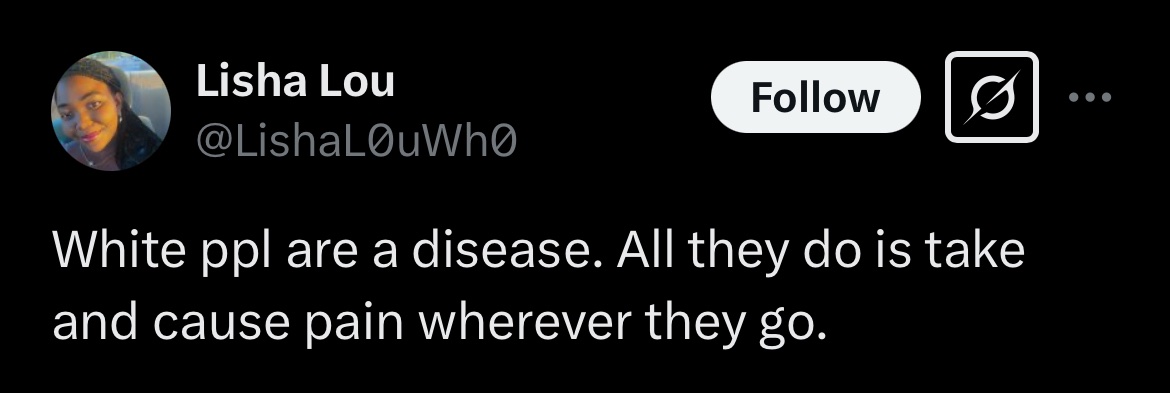 Lisha Lou
Follow
@LishaL0uWh0
White ppl are a disease. All they do is take
and cause pain wherever they go.